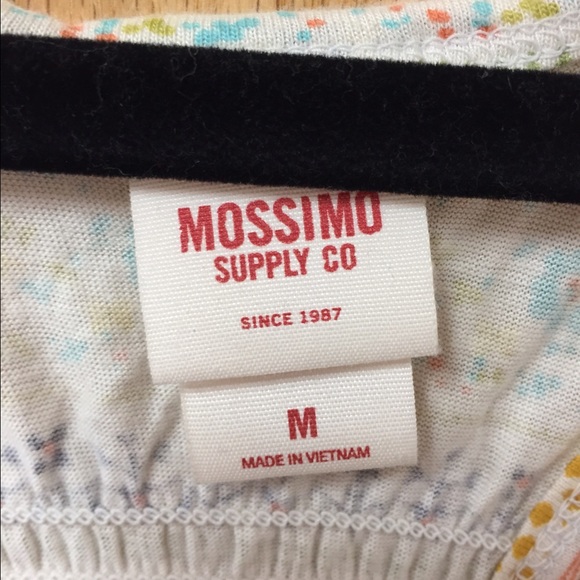 MOSSIMO
SUPPLY CO
SINCE 1987
M
MADE IN VIETNAM